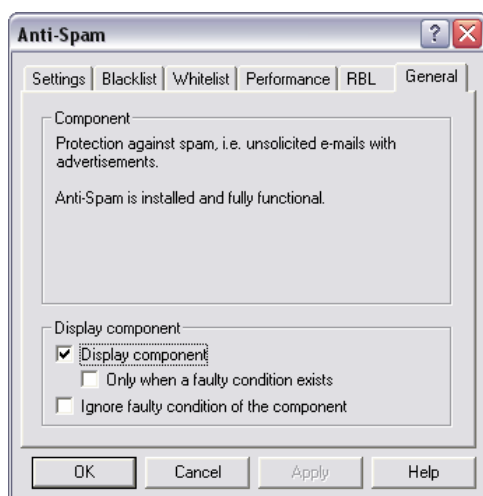 Anti-Spam
?
Settings
Blacklist
Whitelist
Performance
RBL
General
Component
Protection against spam, i.e. unsolicited e-mails with
advertisements.
Anti-Spam is installed and fully functional.
Display component
Display component
Only when a faulty condition exists
Ignore faulty condition of the component
OK
Cancel
Apply
Help